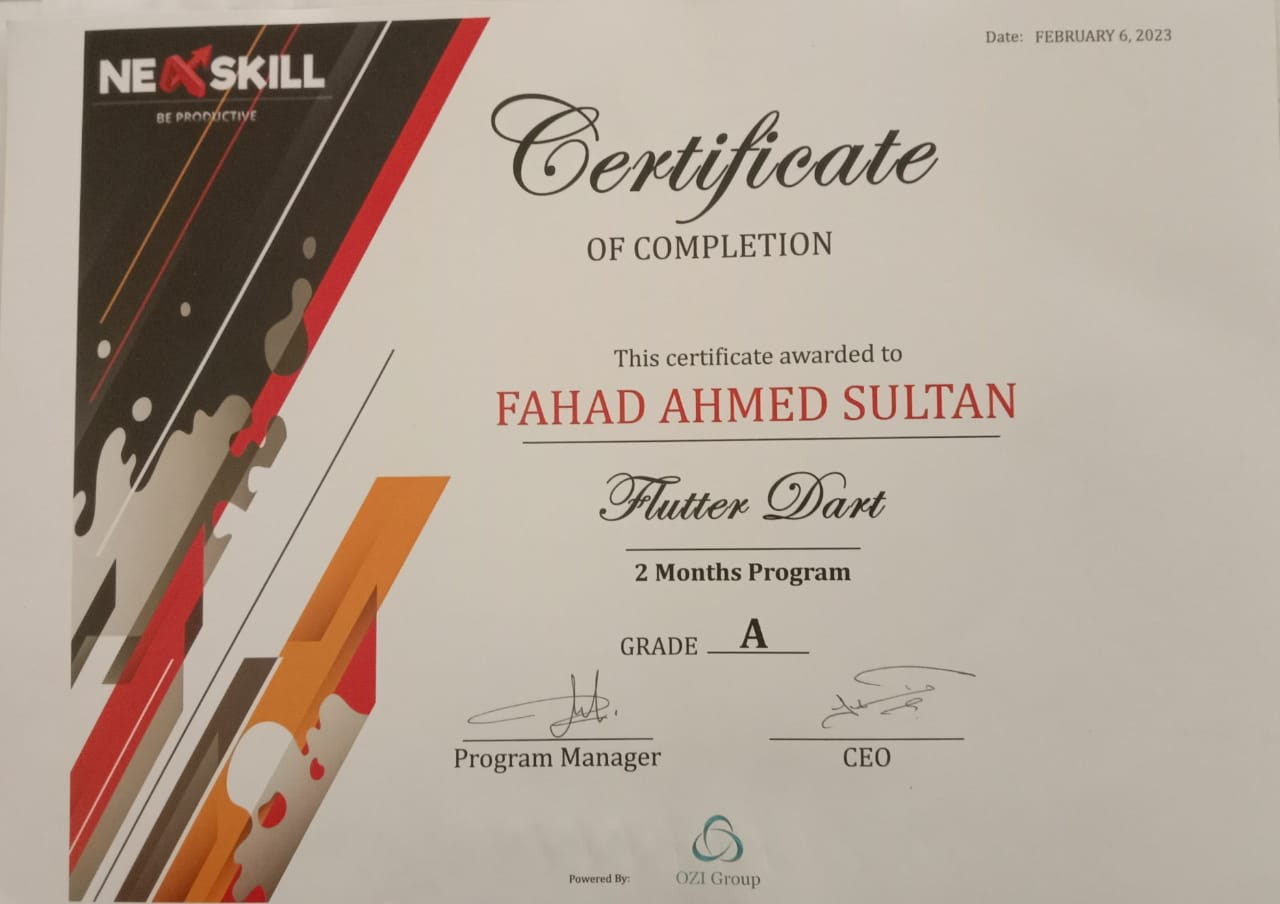 NEXSKILL
BE PRODUCTIVE
Date: FEBRUARY 6, 2023
Certificate
OF COMPLETION
This certificate awarded to
FAHAD AHMED SULTAN
Flutter Dart
2 Months Program
GRADE A
Program Manager
CEO
Powered By:
OZI Group